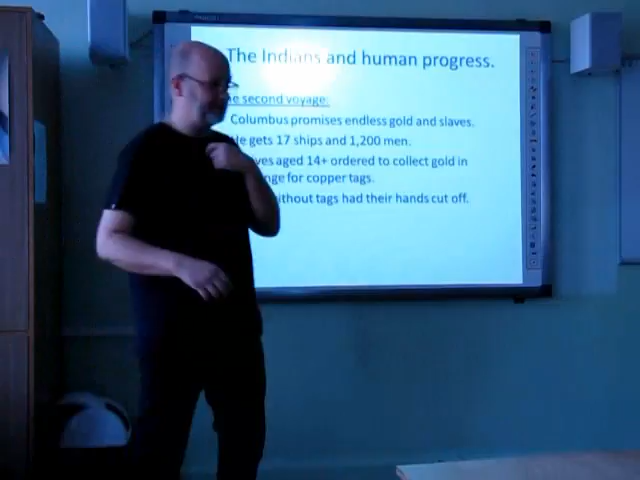 The Indians and human progress.
second voyage:
Columbus promises endless gold and slaves.
He gets 17 ships and 1,200 men.
aged 14+ ordered to collect gold in
for copper tags.
tags had their hands cut off.